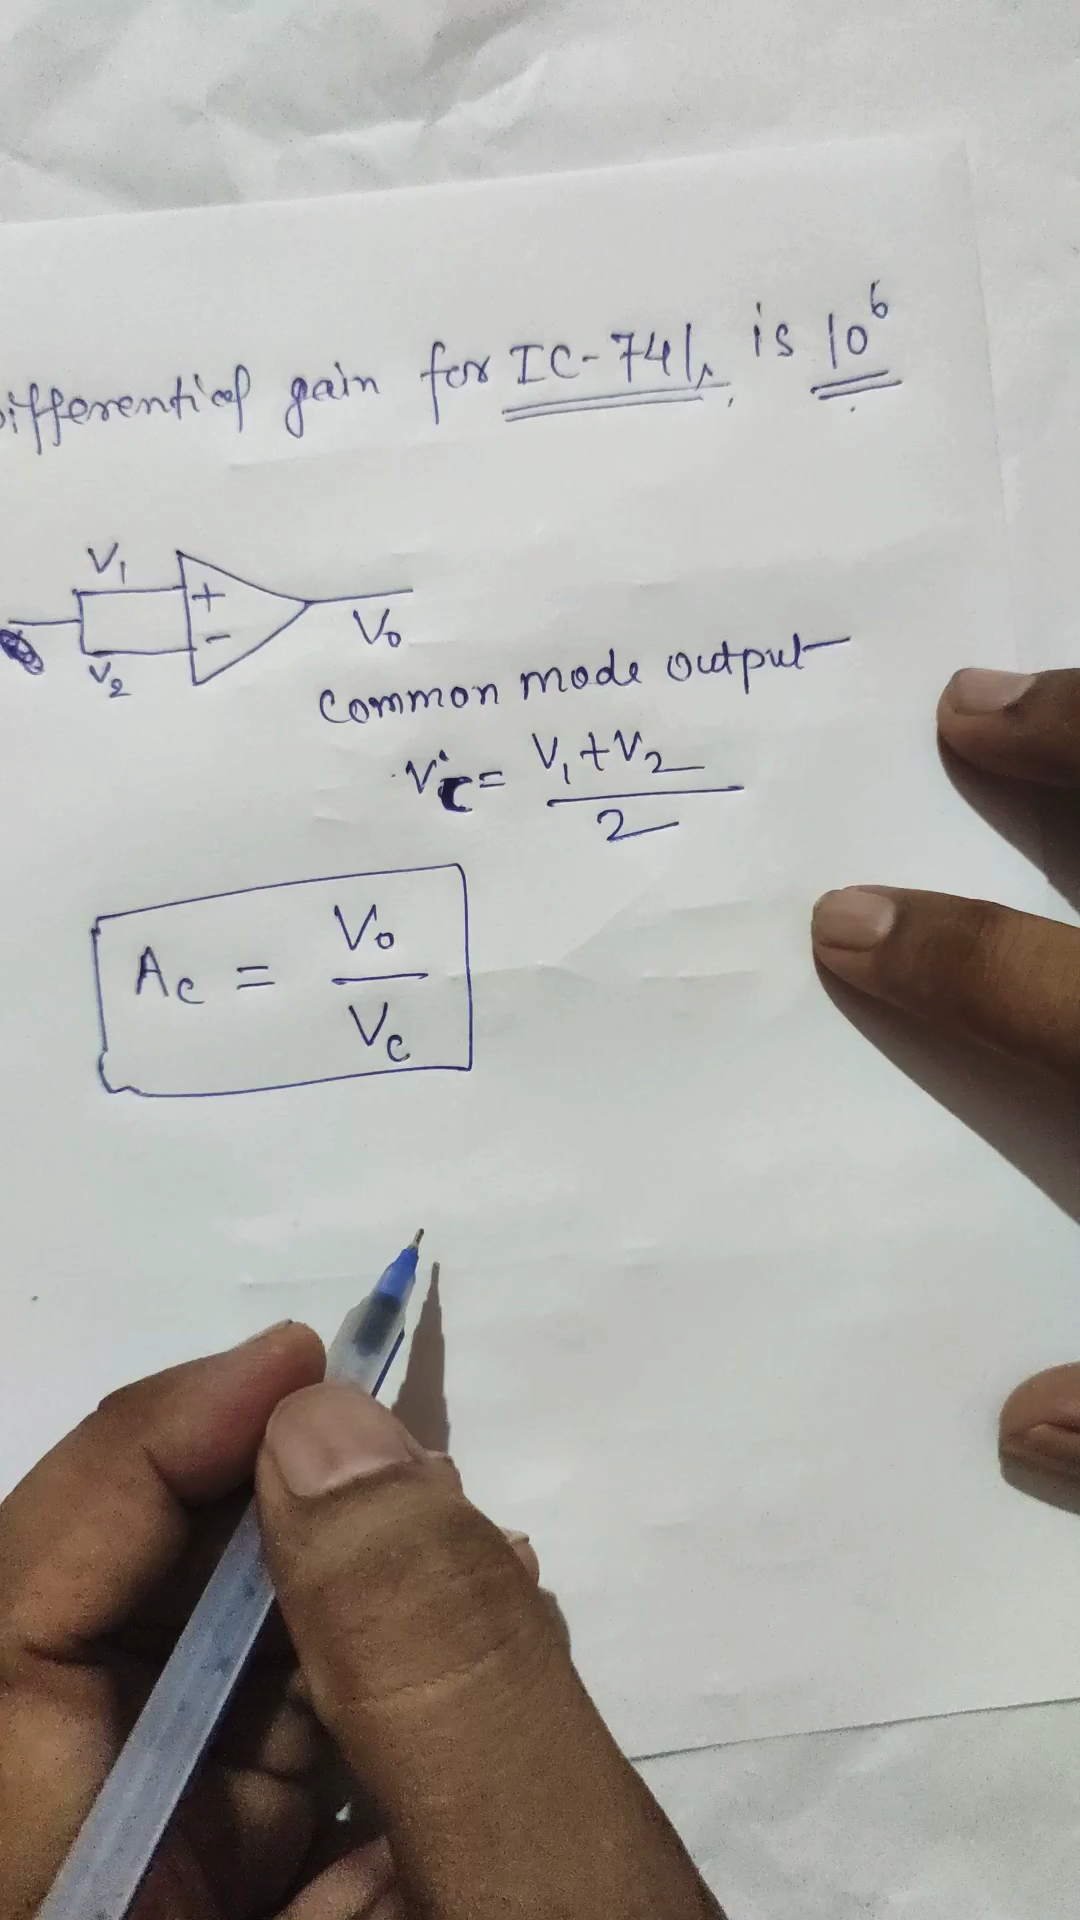 Differential gain for IC-741, is 10⁶
V₁
+
-
V₂
V₀
Common mode output
Vc = V₁+V₂
2
Ac = V₀
Vc